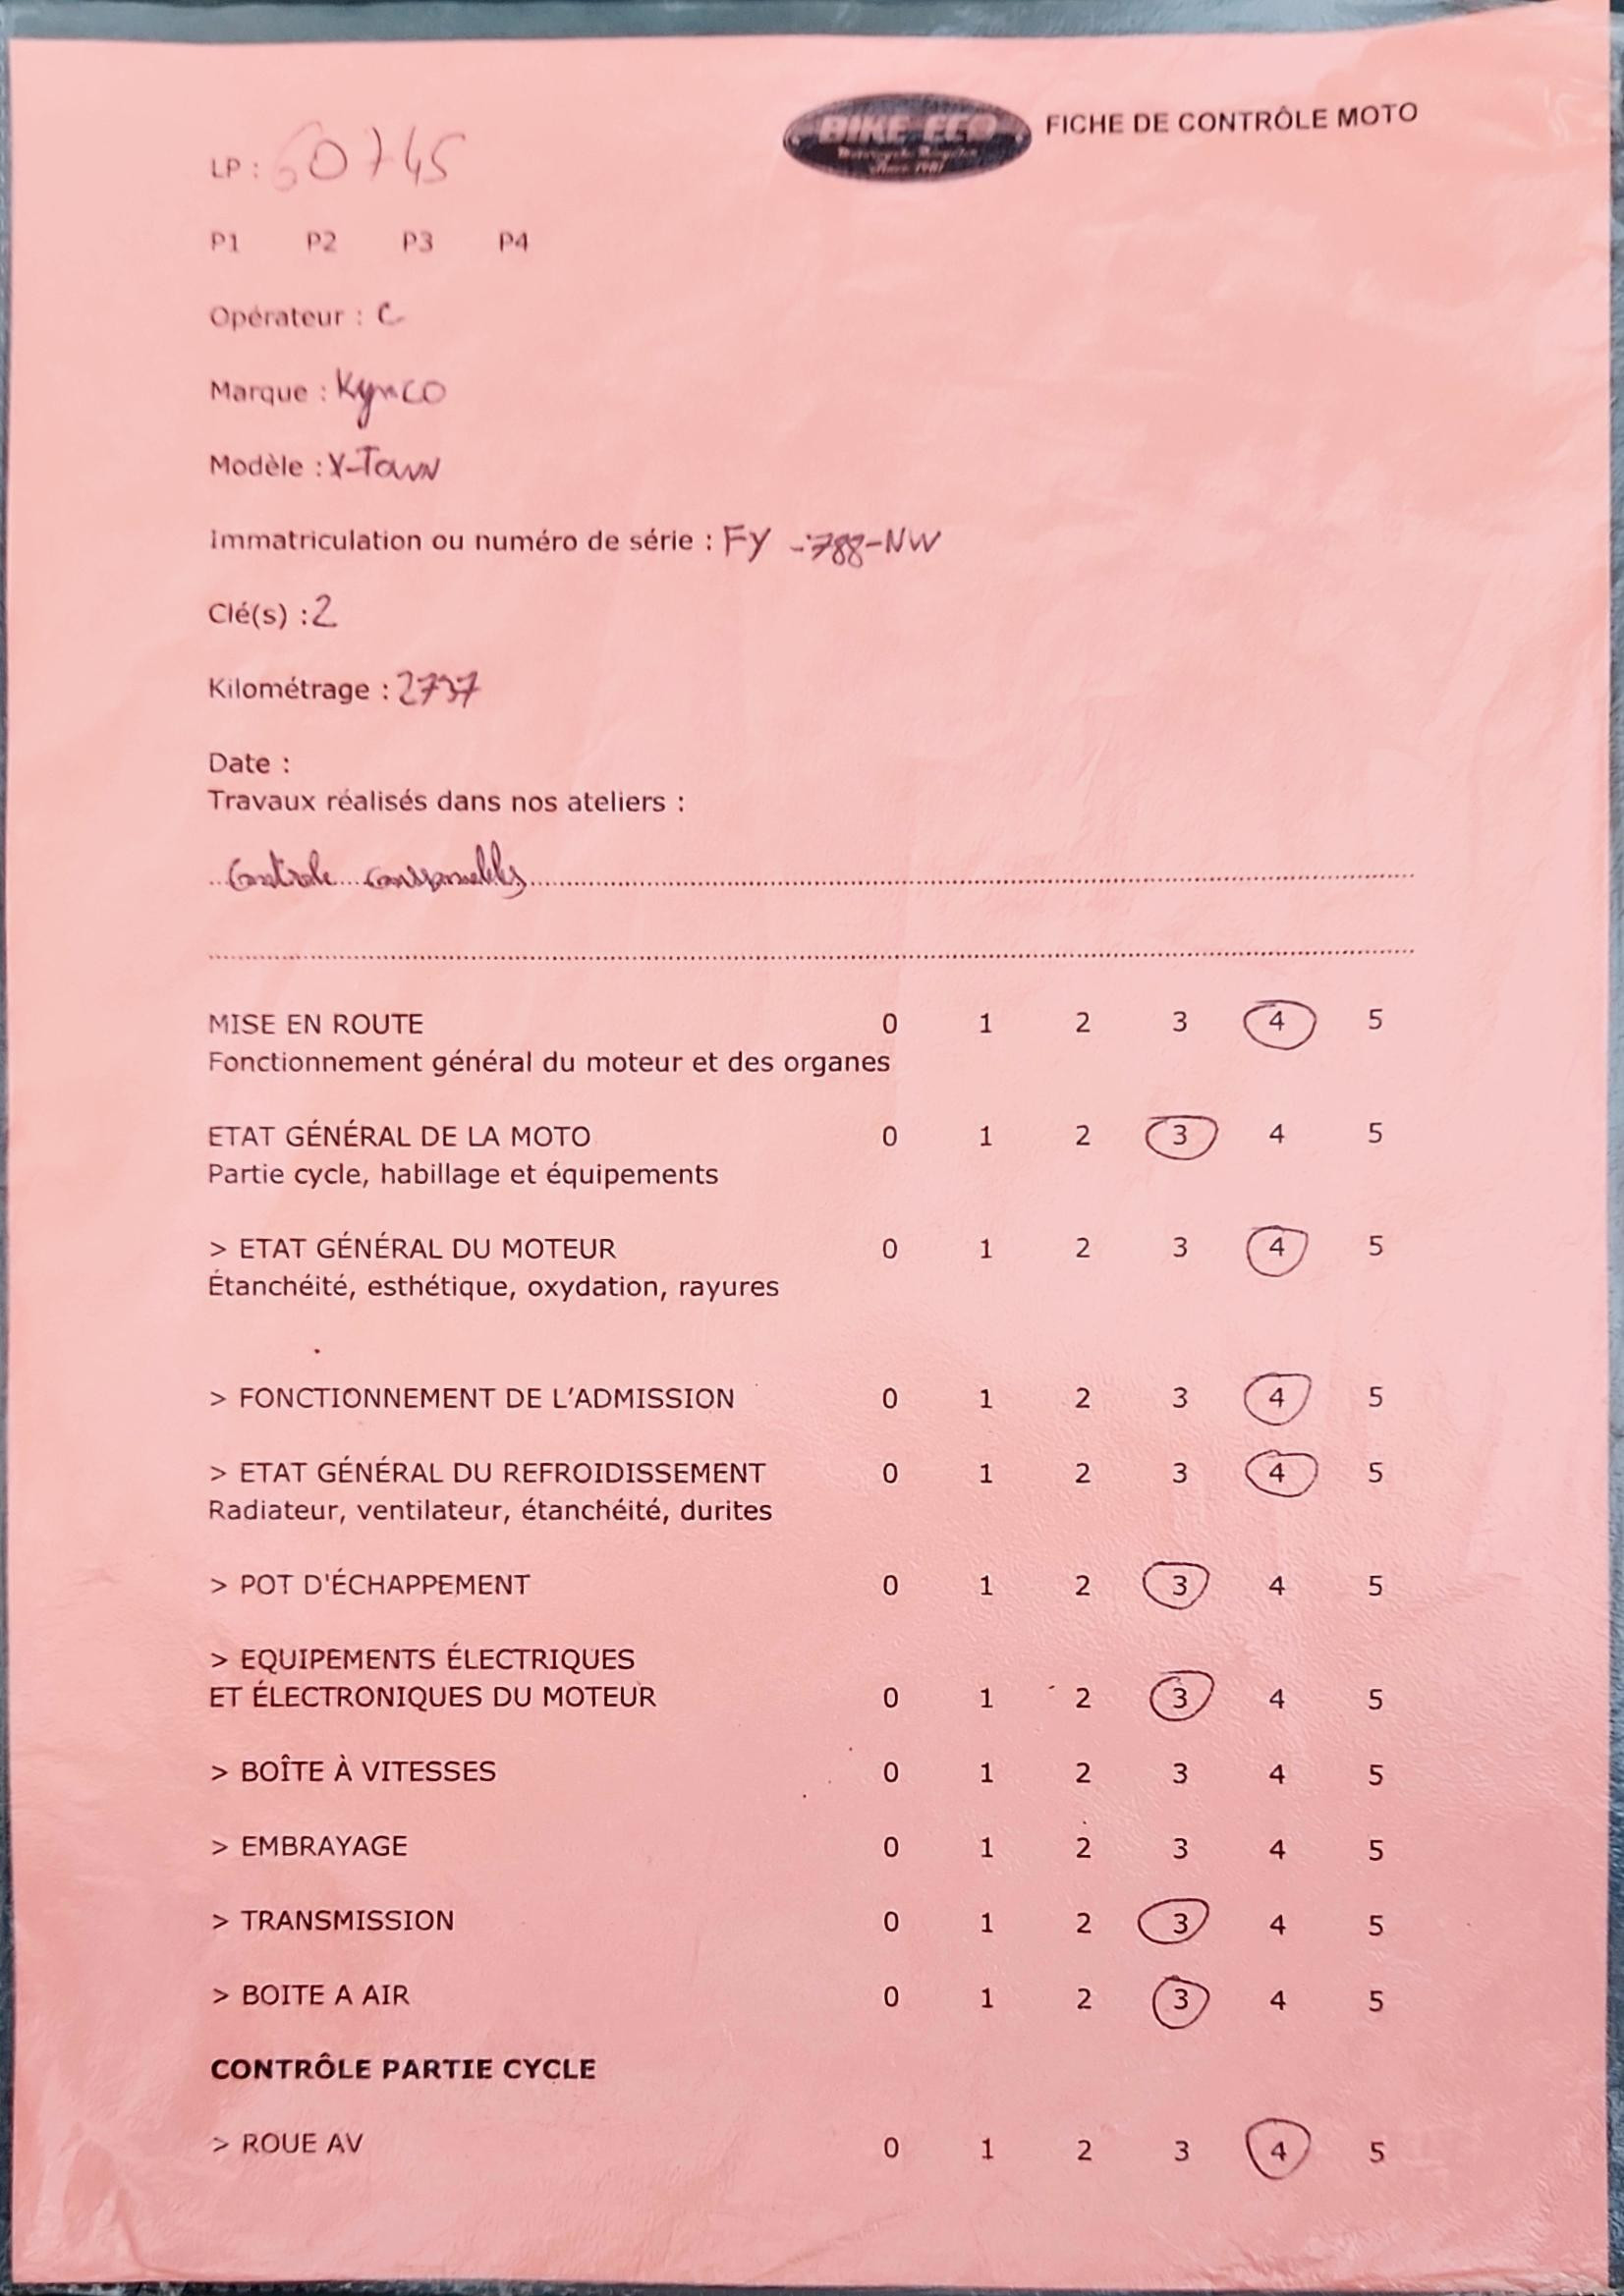 BIKE ECO FICHE DE CONTRÔLE MOTO
LP : 60745
P1 P2 P3 P4
Opérateur : C
Marque : Kymco
Modèle : X-Town
Immatriculation ou numéro de série : FY -788-NW
Clé(s) : 2
Kilométrage : 2737
Date :
Travaux réalisés dans nos ateliers :
Controle consommables
MISE EN ROUTE 0 1 2 3 4 5
Fonctionnement général du moteur et des organes
ETAT GÉNÉRAL DE LA MOTO 0 1 2 3 4 5
Partie cycle, habillage et équipements
> ETAT GÉNÉRAL DU MOTEUR 0 1 2 3 4 5
Étanchéité, esthétique, oxydation, rayures
> FONCTIONNEMENT DE L'ADMISSION 0 1 2 3 4 5
> ETAT GÉNÉRAL DU REFROIDISSEMENT 0 1 2 3 4 5
Radiateur, ventilateur, étanchéité, durites
> POT D'ÉCHAPPEMENT 0 1 2 3 4 5
> EQUIPEMENTS ÉLECTRIQUES
ET ÉLECTRONIQUES DU MOTEUR 0 1 2 3 4 5
> BOÎTE À VITESSES 0 1 2 3 4 5
> EMBRAYAGE 0 1 2 3 4 5
> TRANSMISSION 0 1 2 3 4 5
> BOITE A AIR 0 1 2 3 4 5
CONTRÔLE PARTIE CYCLE
> ROUE AV 0 1 2 3 4 5